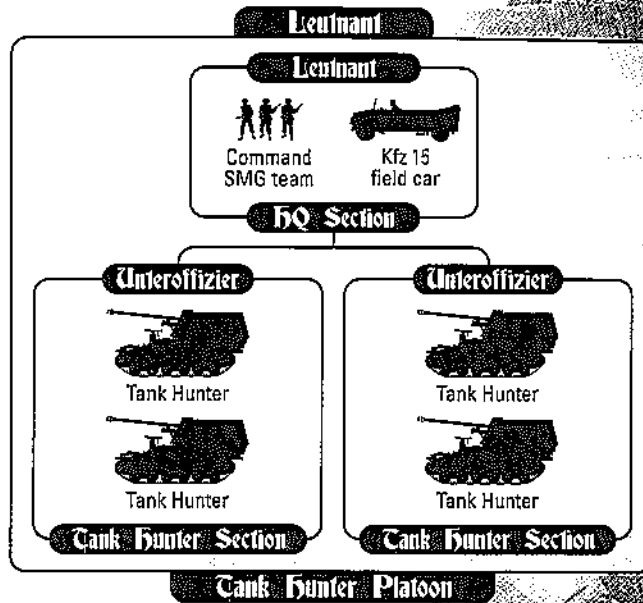 Leutnant
Leutnant
Command
SMG team
Kfz 15
field car
HQ Section
Unteroffizier
Tank Hunter
Tank Hunter
Tank Hunter Section
Unteroffizier
Tank Hunter
Tank Hunter
Tank Hunter Section
Tank Hunter Platoon